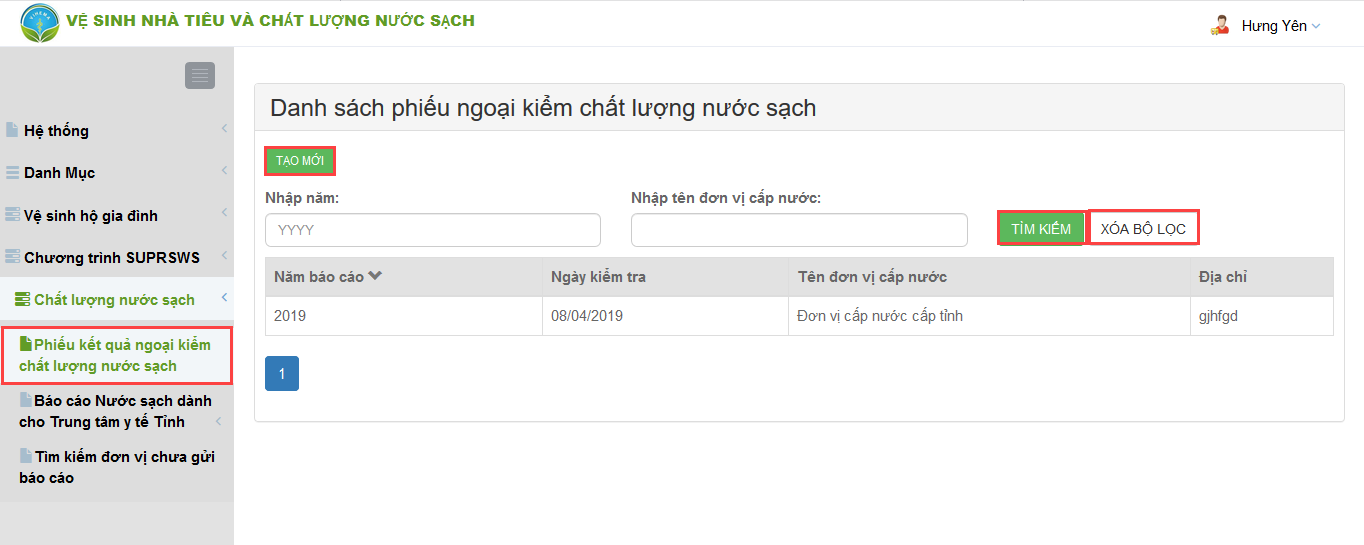 VỆ SINH NHÀ TIÊU VÀ CHẤT LƯỢNG NƯỚC SẠCH
Hưng Yên
Hệ thống
Danh Mục
Vệ sinh hộ gia đình
Chương trình SUPRSWS
Chất lượng nước sạch
Phiếu kết quả ngoại kiểm
chất lượng nước sạch
Báo cáo Nước sạch dành
cho Trung tâm y tế Tỉnh
Tìm kiếm đơn vị chưa gửi
báo cáo
Danh sách phiếu ngoại kiểm chất lượng nước sạch
TẠO MỚI
Nhập năm: Nhập tên đơn vị cấp nước:
YYYY TÌM KIẾM XÓA BỘ LỌC
Năm báo cáo Ngày kiểm tra Tên đơn vị cấp nước Địa chỉ
2019 08/04/2019 Đơn vị cấp nước cấp tỉnh gjhfgd
1